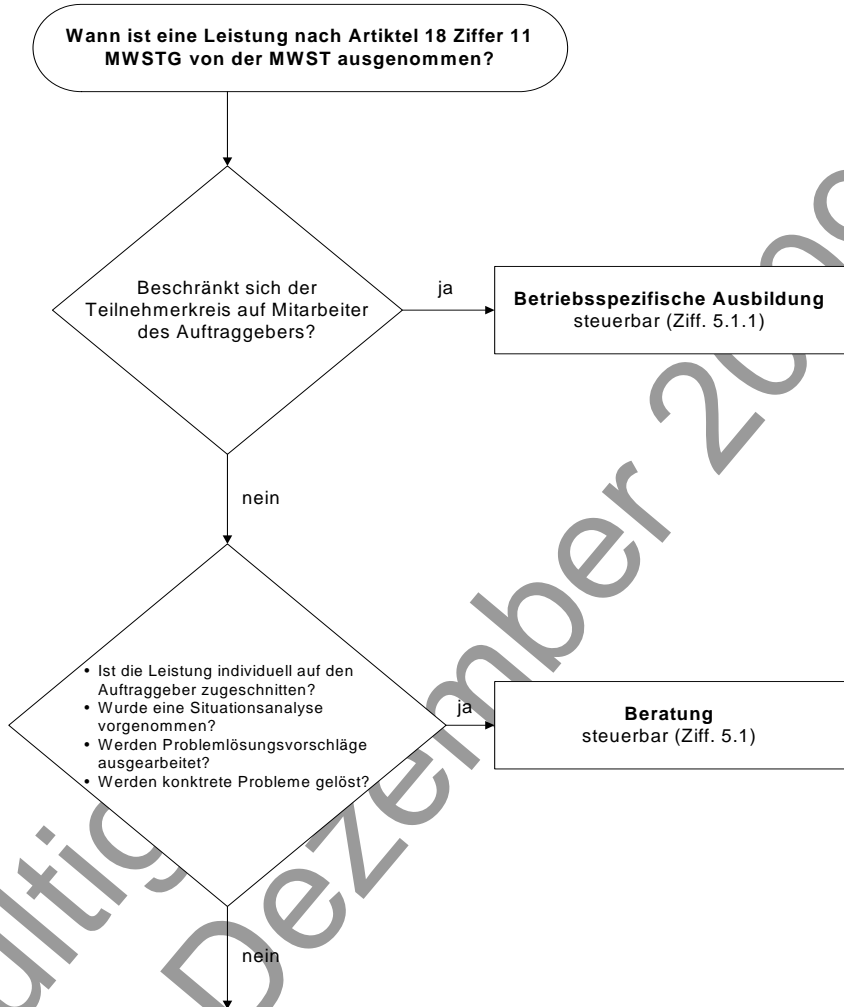 Wann ist eine Leistung nach Artiktel 18 Ziffer 11
MWSTG von der MWST ausgenommen?
Beschränkt sich der
Teilnehmerkreis auf Mitarbeiter
des Auftraggebers?
ja
Betriebsspezifische Ausbildung
steuerbar (Ziff. 5.1.1)
nein
• Ist die Leistung individuell auf den
Auftraggeber zugeschnitten?
• Wurde eine Situationsanalyse
vorgenommen?
• Werden Problemlösungsvorschläge
ausgearbeitet?
• Werden konktrete Probleme gelöst?
ja
Beratung
steuerbar (Ziff. 5.1)
nein
Dezember